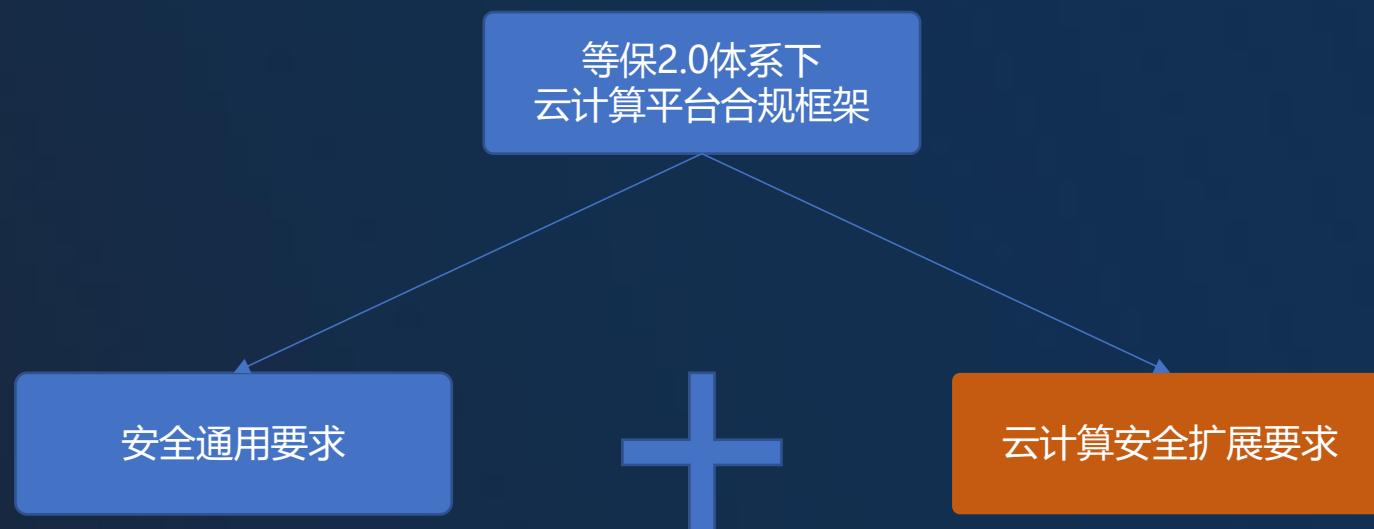 等保2.0体系下
云计算平台合规框架
安全通用要求
云计算安全扩展要求